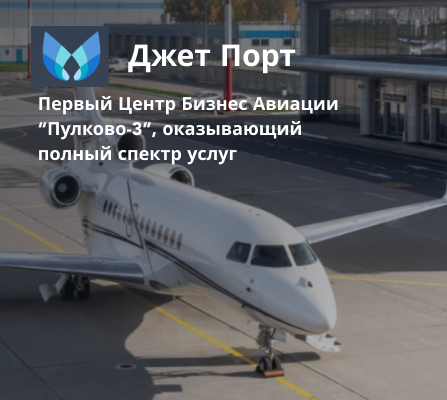 Джет Порт
Первый Центр Бизнес Авиации
“Пулково-3”, оказывающий
полный спектр услуг